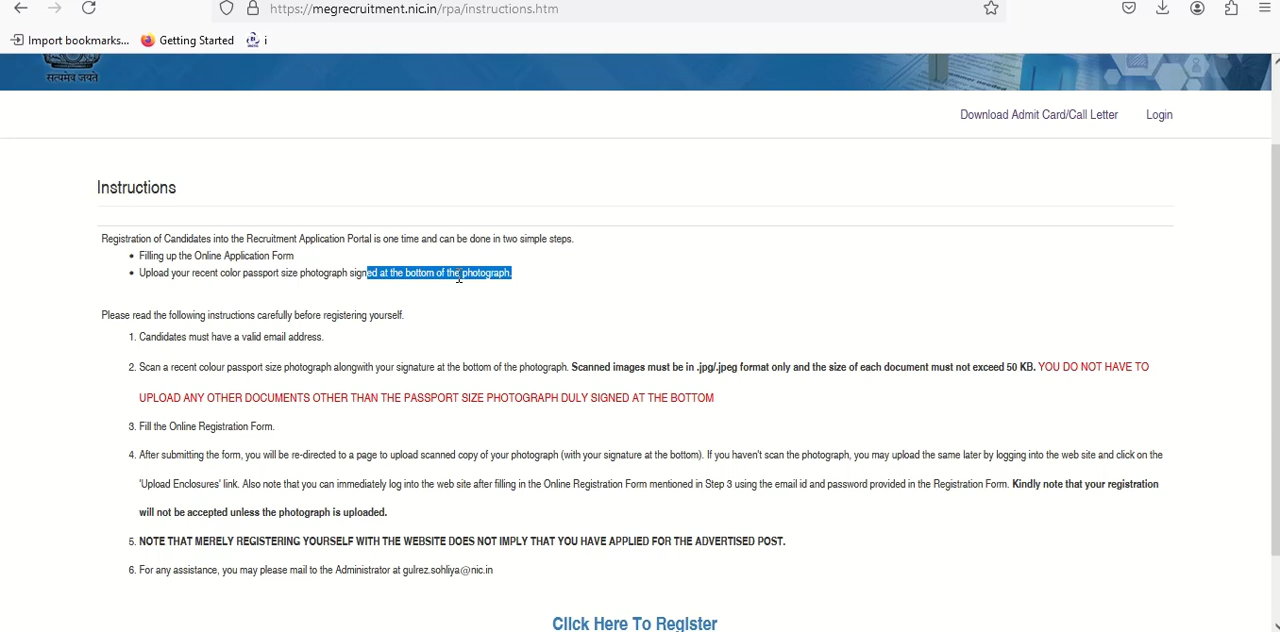 https://megrecruitment.nic.in/rpa/instructions.htm
Import bookmarks... Getting Started i
सत्यमेव जयते
Download Admit Card/Call Letter Login
Instructions
Registration of Candidates into the Recruitment Application Portal is one time and can be done in two simple steps.
• Filling up the Online Application Form
• Upload your recent color passport size photograph signed at the bottom of the photograph.
Please read the following instructions carefully before registering yourself.
1. Candidates must have a valid email address.
2. Scan a recent colour passport size photograph alongwith your signature at the bottom of the photograph. Scanned images must be in .jpg/.jpeg format only and the size of each document must not exceed 50 KB. YOU DO NOT HAVE TO
UPLOAD ANY OTHER DOCUMENTS OTHER THAN THE PASSPORT SIZE PHOTOGRAPH DULY SIGNED AT THE BOTTOM
3. Fill the Online Registration Form.
4. After submitting the form, you will be re-directed to a page to upload scanned copy of your photograph (with your signature at the bottom). If you haven't scan the photograph, you may upload the same later by logging into the web site and click on the
'Upload Enclosures' link. Also note that you can immediately log into the web site after filling in the Online Registration Form mentioned in Step 3 using the email id and password provided in the Registration Form. Kindly note that your registration
will not be accepted unless the photograph is uploaded.
5. NOTE THAT MERELY REGISTERING YOURSELF WITH THE WEBSITE DOES NOT IMPLY THAT YOU HAVE APPLIED FOR THE ADVERTISED POST.
6. For any assistance, you may please mail to the Administrator at gulrez.sohliya@nic.in
Click Here To Register